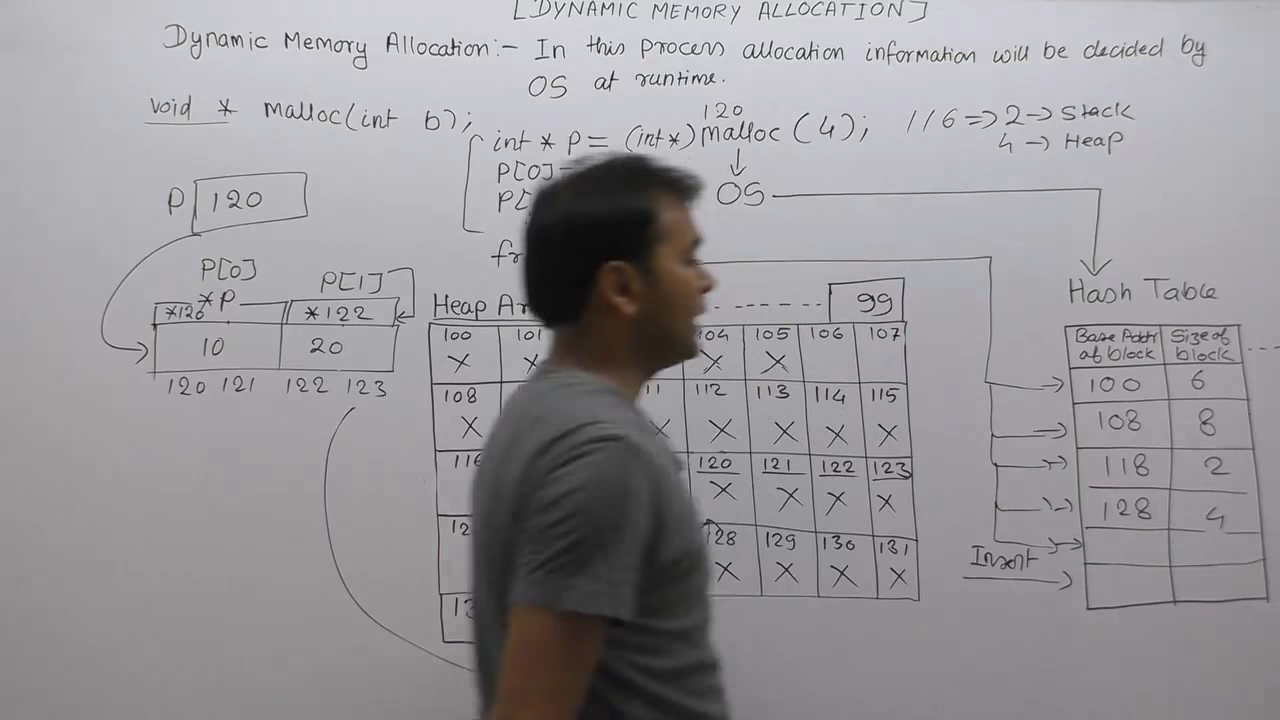 [DYNAMIC MEMORY ALLOCATION]
Dynamic Memory Allocation:- In this process allocation information will be decided by
OS at runtime.
void * malloc(int b);
120
int * P = (int*) malloc (4); 116 => 2 -> Stack
4 -> Heap
P[0]
P[
OS
P 120
P[0] P[1]
*P
*120 *122
10 20
120 121 122 123
Heap
99
100 101 104 105 106 107
X X X X
108 112 113 114 115
X X X X X X
116 120 121 122 123
X X X X
128 129 130 131
X X X X
Hash Table
Base Addr of block Size of block
100 6
108 8
118 2
128 4
Insert